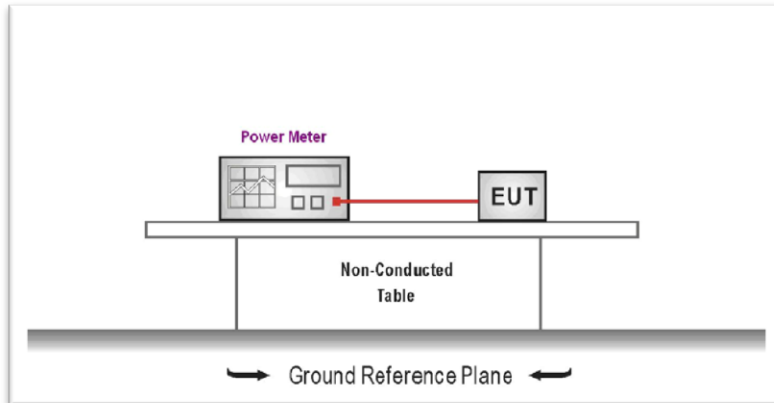 Power Meter
EUT
Non-Conducted
Table
Ground Reference Plane